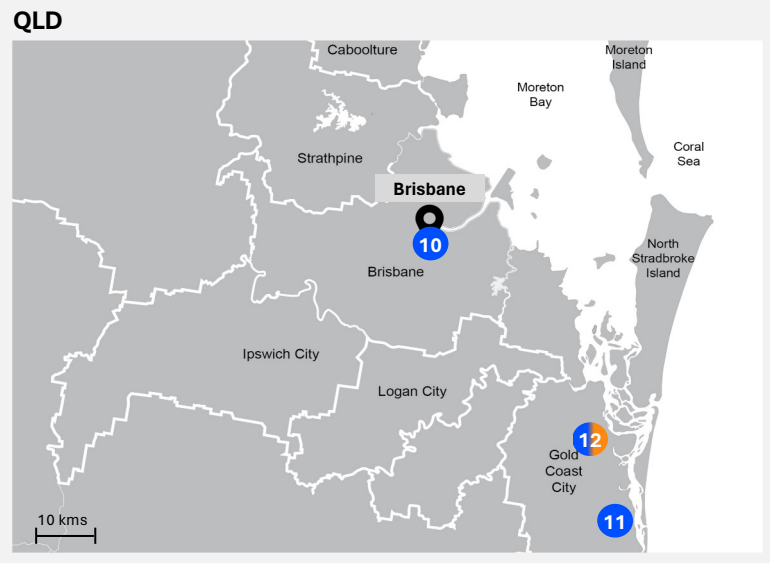 QLD
Caboolture
Moreton
Island
Moreton
Bay
Coral
Sea
Strathpine
Brisbane
10
Brisbane
North
Stradbroke
Island
Ipswich City
Logan City
12
Gold
Coast
City
11
10 kms